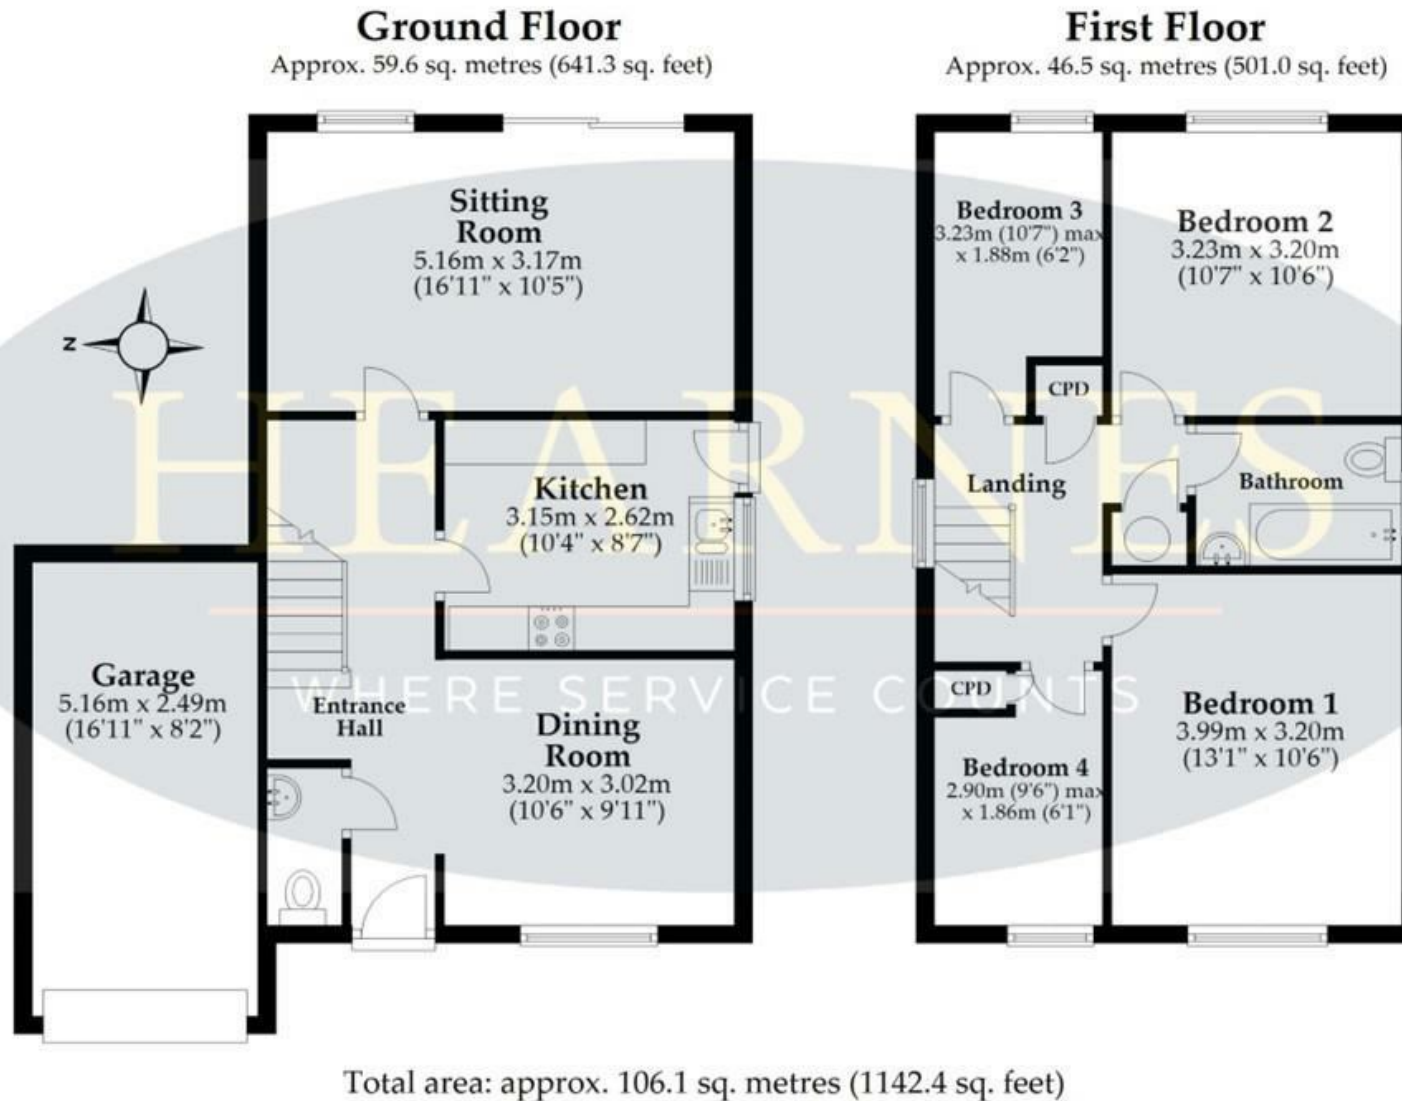 Ground Floor
Approx. 59.6 sq. metres (641.3 sq. feet)
Sitting
Room
5.16m x 3.17m
(16'11" x 10'5")
N
Kitchen
3.15m x 2.62m
(10'4" x 8'7")
Garage
5.16m x 2.49m
(16'11" x 8'2")
Entrance
Hall
Dining
Room
3.20m x 3.02m
(10'6" x 9'11")
First Floor
Approx. 46.5 sq. metres (501.0 sq. feet)
Bedroom 3
3.23m (10'7") max
x 1.88m (6'2")
Bedroom 2
3.23m x 3.20m
(10'7" x 10'6")
CPD
Landing
Bathroom
CPD
Bedroom 1
3.99m x 3.20m
(13'1" x 10'6")
Bedroom 4
2.90m (9'6") max
x 1.86m (6'1")
HEARNES
WHERE SERVICE COUNTS
Total area: approx. 106.1 sq. metres (1142.4 sq. feet)